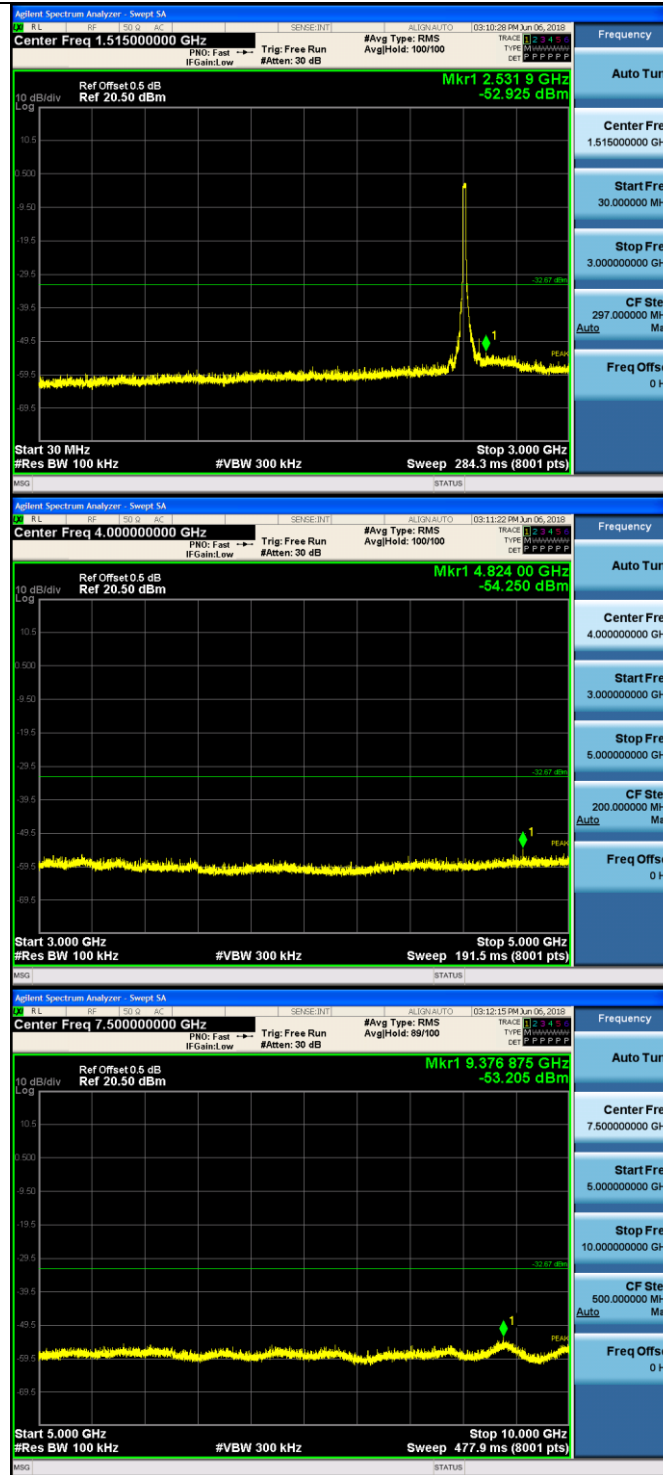 Agilent Spectrum Analyzer - Swept SA
RL RF 50 Ω AC SENSE:INT ALIGN AUTO 03:10:28 PM Jun 06, 2018
Center Freq 1.515000000 GHz
PNO: Fast
IFGain:Low
Trig: Free Run
#Atten: 30 dB
#Avg Type: RMS
Avg|Hold: 100/100
TRACE 1 2 3 4 5 6
TYPE M
DET P P P P P P
Mkr1 2.531 9 GHz
-52.925 dBm
Ref Offset 0.5 dB
10 dB/div Ref 20.50 dBm
Log
10.5
0.500
-9.50
-19.5
-29.5
-39.5
-49.5
-59.5
-69.5
-32.67 dBm
1
PEAK
Start 30 MHz Stop 3.000 GHz
#Res BW 100 kHz #VBW 300 kHz Sweep 284.3 ms (8001 pts)
MSG STATUS
Frequency
Auto Tun
Center Fre
1.515000000 GH
Start Fre
30.000000 MH
Stop Fre
3.000000000 GH
CF Ste
297.000000 MH
Auto Ma
Freq Offse
0 H
Agilent Spectrum Analyzer - Swept SA
RL RF 50 Ω AC SENSE:INT ALIGN AUTO 03:11:22 PM Jun 06, 2018
Center Freq 4.000000000 GHz
PNO: Fast
IFGain:Low
Trig: Free Run
#Atten: 30 dB
#Avg Type: RMS
Avg|Hold: 100/100
TRACE 1 2 3 4 5 6
TYPE M
DET P P P P P P
Mkr1 4.824 00 GHz
-54.250 dBm
Ref Offset 0.5 dB
10 dB/div Ref 20.50 dBm
Log
10.5
0.500
-9.50
-19.5
-29.5
-39.5
-49.5
-59.5
-69.5
-32.67 dBm
1
PEAK
Start 3.000 GHz Stop 5.000 GHz
#Res BW 100 kHz #VBW 300 kHz Sweep 191.5 ms (8001 pts)
MSG STATUS
Frequency
Auto Tun
Center Fre
4.000000000 GH
Start Fre
3.000000000 GH
Stop Fre
5.000000000 GH
CF Ste
200.000000 MH
Auto Ma
Freq Offse
0 H
Agilent Spectrum Analyzer - Swept SA
RL RF 50 Ω AC SENSE:INT ALIGN AUTO 03:12:15 PM Jun 06, 2018
Center Freq 7.500000000 GHz
PNO: Fast
IFGain:Low
Trig: Free Run
#Atten: 30 dB
#Avg Type: RMS
Avg|Hold: 89/100
TRACE 1 2 3 4 5 6
TYPE M
DET P P P P P P
Mkr1 9.376 875 GHz
-53.205 dBm
Ref Offset 0.5 dB
10 dB/div Ref 20.50 dBm
Log
10.5
0.500
-9.50
-19.5
-29.5
-39.5
-49.5
-59.5
-69.5
-32.67 dBm
1
PEAK
Start 5.000 GHz Stop 10.000 GHz
#Res BW 100 kHz #VBW 300 kHz Sweep 477.9 ms (8001 pts)
MSG STATUS
Frequency
Auto Tun
Center Fre
7.500000000 GH
Start Fre
5.000000000 GH
Stop Fre
10.000000000 GH
CF Ste
500.000000 MH
Auto Ma
Freq Offse
0 H